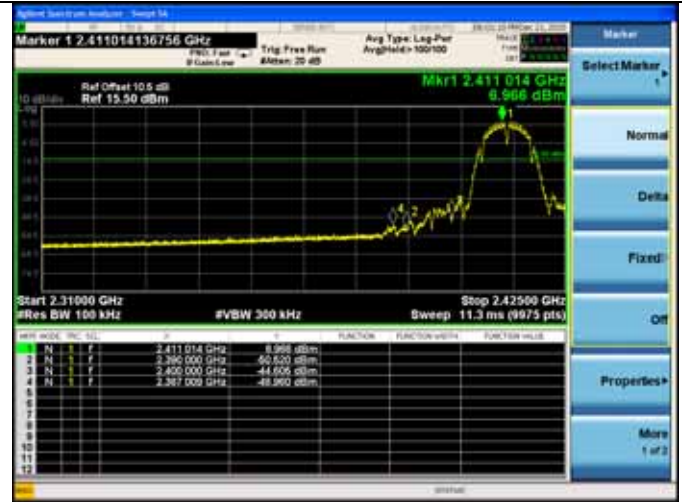 Agilent Spectrum Analyzer - Swept SA
Marker 1 2.411014136756 GHz
PNO: Fast
IFGain:Low
Trig: Free Run
#Atten: 20 dB
Avg Type: Log-Pwr
Avg|Hold>100/100
Marker
Select Marker
1
Ref Offset 10.5 dB
10 dB/div Ref 15.50 dBm
Mkr1 2.411 014 GHz
6.966 dBm
Normal
Delta
Fixed
Off
Properties
More
1 of 2
Start 2.31000 GHz
Stop 2.42500 GHz
#Res BW 100 kHz
#VBW 300 kHz
Sweep 11.3 ms (9975 pts)
MKR MODE TRC SCL X Y FUNCTION FUNCTION WIDTH FUNCTION VALUE
1 N 1 f 2.411 014 GHz 6.966 dBm
2 N 1 f 2.390 000 GHz -50.620 dBm
3 N 1 f 2.400 000 GHz -44.606 dBm
4 N 1 f 2.387 009 GHz -48.960 dBm
5
6
7
8
9
10
11
12
MSG
STATUS